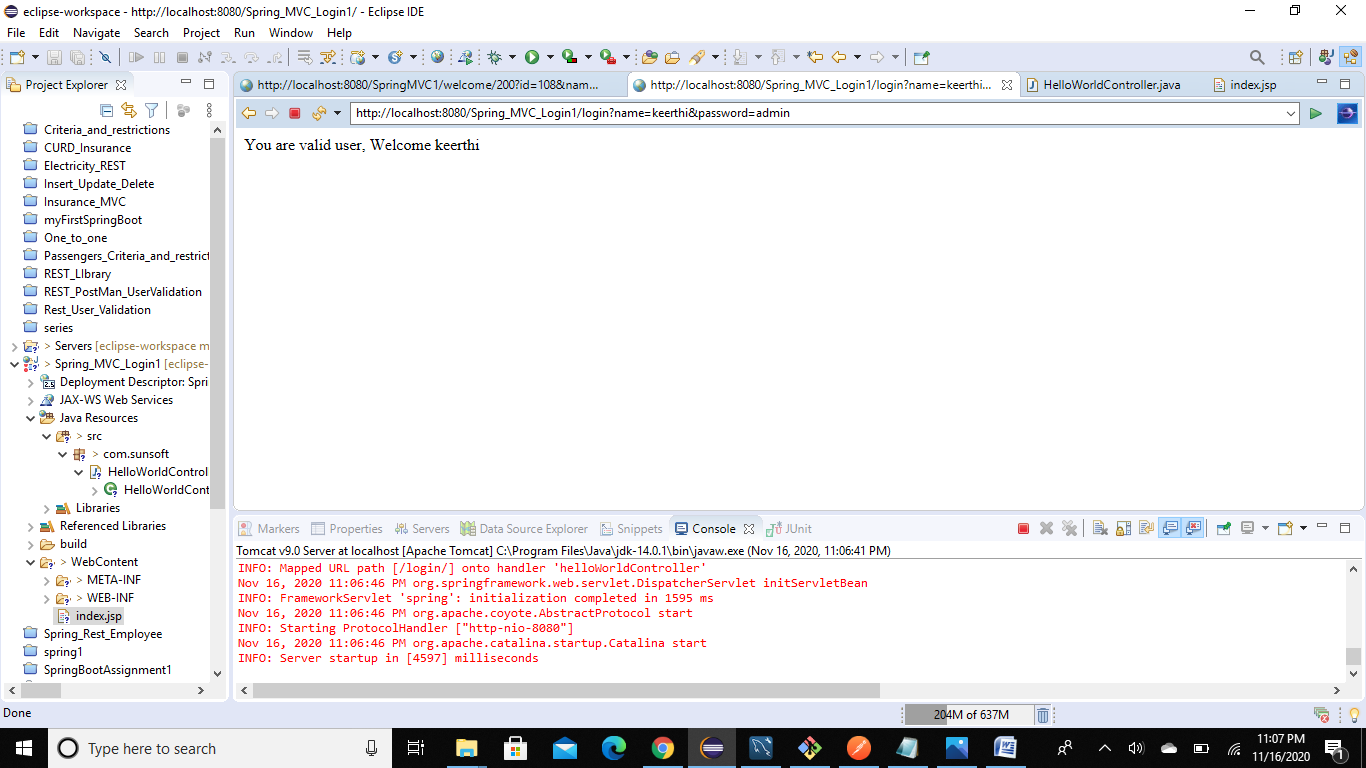 eclipse-workspace - http://localhost:8080/Spring_MVC_Login1/ - Eclipse IDE
File Edit Navigate Search Project Run Window Help
Project Explorer
http://localhost:8080/SpringMVC1/welcome/200?id=108&nam...
http://localhost:8080/Spring_MVC_Login1/login?name=keerthi...
HelloWorldController.java
index.jsp
http://localhost:8080/Spring_MVC_Login1/login?name=keerthi&password=admin
You are valid user, Welcome keerthi
Criteria_and_restrictions
CURD_Insurance
Electricity_REST
Insert_Update_Delete
Insurance_MVC
myFirstSpringBoot
One_to_one
Passengers_Criteria_and_restrict
REST_LIbrary
REST_PostMan_UserValidation
Rest_User_Validation
series
> Servers [eclipse-workspace m
> Spring_MVC_Login1 [eclipse-
Deployment Descriptor: Spri
JAX-WS Web Services
Java Resources
> src
> com.sunsoft
HelloWorldControl
HelloWorldCont
Libraries
Referenced Libraries
build
> WebContent
> META-INF
> WEB-INF
index.jsp
Spring_Rest_Employee
spring1
SpringBootAssignment1
Markers Properties Servers Data Source Explorer Snippets Console JUnit
Tomcat v9.0 Server at localhost [Apache Tomcat] C:\Program Files\Java\jdk-14.0.1\bin\javaw.exe (Nov 16, 2020, 11:06:41 PM)
INFO: Mapped URL path [/login/] onto handler 'helloWorldController'
Nov 16, 2020 11:06:46 PM org.springframework.web.servlet.DispatcherServlet initServletBean
INFO: FrameworkServlet 'spring': initialization completed in 1595 ms
Nov 16, 2020 11:06:46 PM org.apache.coyote.AbstractProtocol start
INFO: Starting ProtocolHandler ["http-nio-8080"]
Nov 16, 2020 11:06:46 PM org.apache.catalina.startup.Catalina start
INFO: Server startup in [4597] milliseconds
Done
204M of 637M
Type here to search
11:07 PM
11/16/2020
1